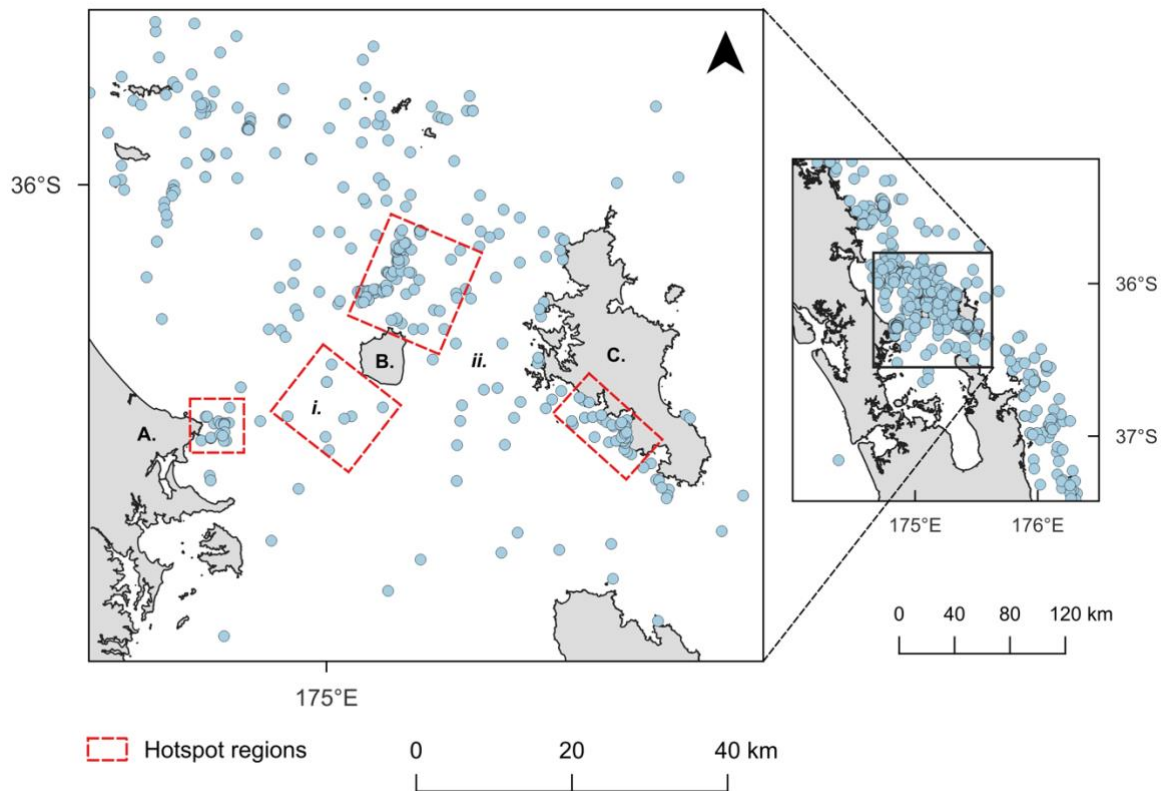 36°S
A.
B.
C.
i.
ii.
175°E
36°S
37°S
175°E
176°E
0 40 80 120 km
Hotspot regions
0 20 40 km